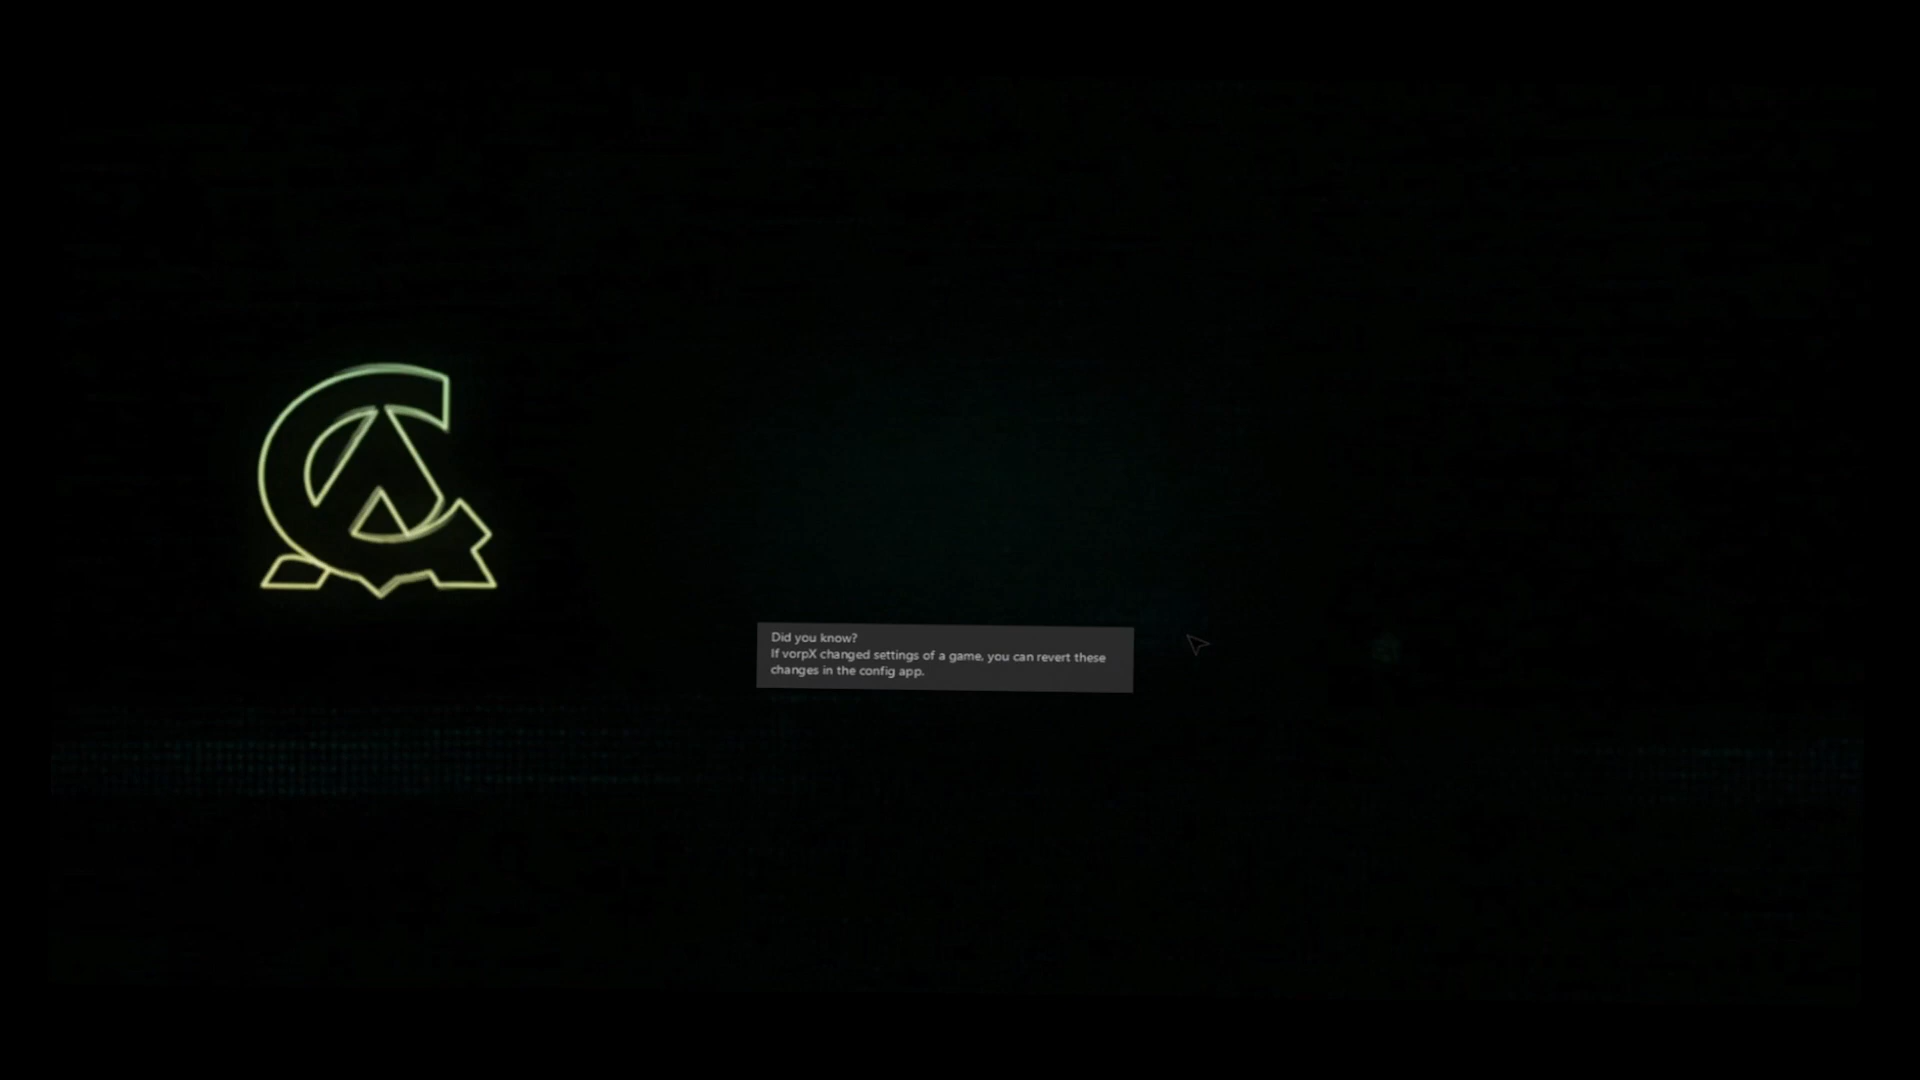 Did you know?
If vorpX changed settings of a game, you can revert these
changes in the config app.